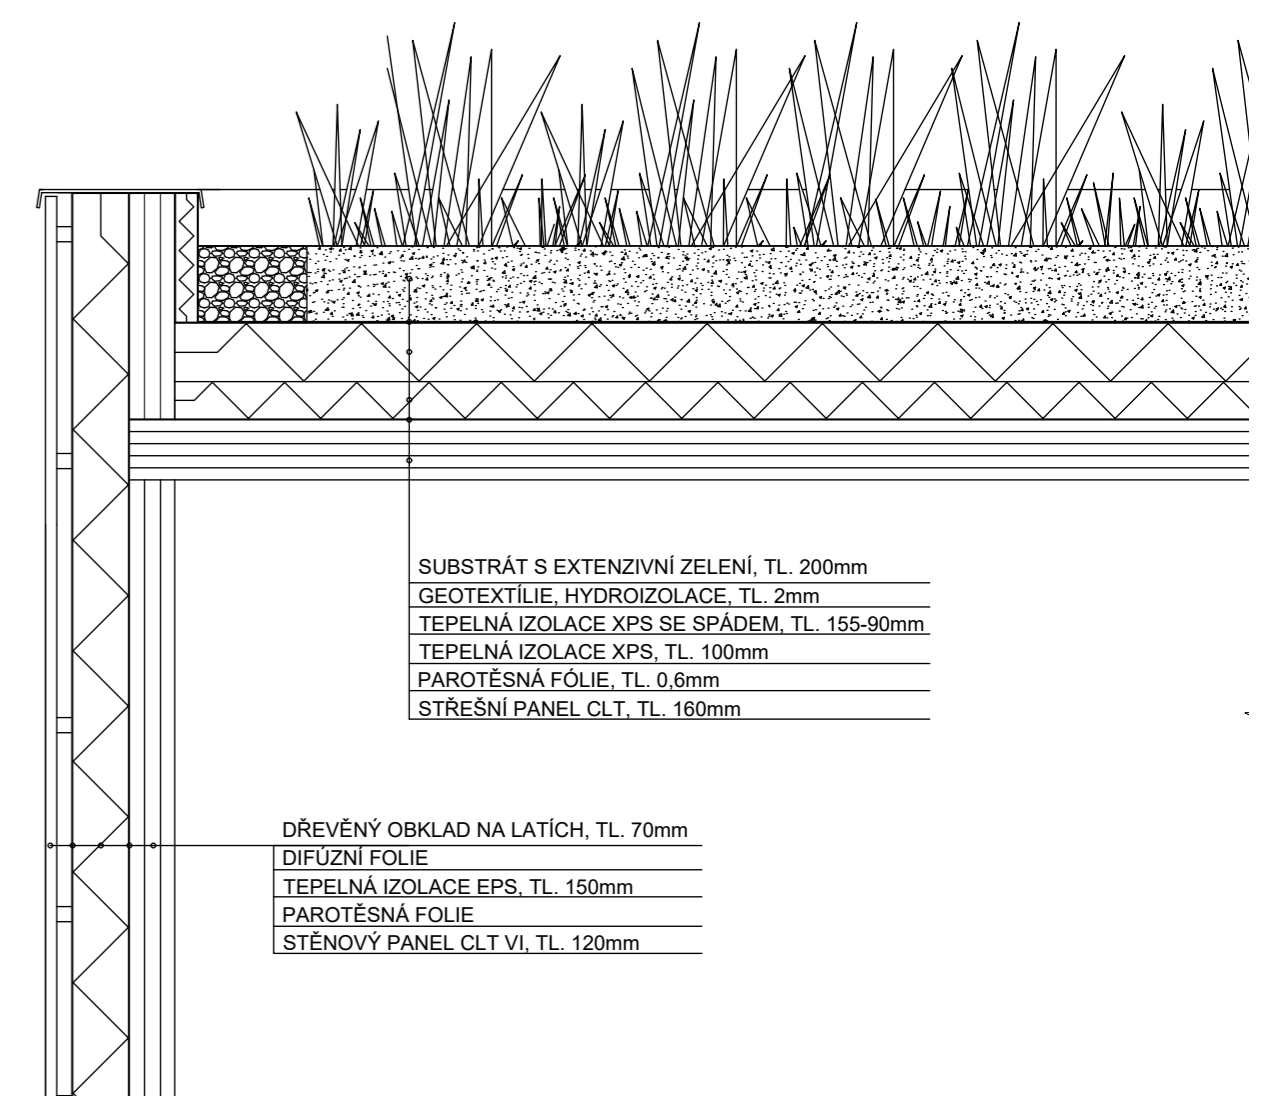 SUBSTRÁT S EXTENZIVNÍ ZELENÍ, TL. 200mm
GEOTEXTÍLIE, HYDROIZOLACE, TL. 2mm
TEPELNÁ IZOLACE XPS SE SPÁDEM, TL. 155-90mm
TEPELNÁ IZOLACE XPS, TL. 100mm
PAROTĚSNÁ FÓLIE, TL. 0,6mm
STŘEŠNÍ PANEL CLT, TL. 160mm
DŘEVĚNÝ OBKLAD NA LATÍCH, TL. 70mm
DIFÚZNÍ FOLIE
TEPELNÁ IZOLACE EPS, TL. 150mm
PAROTĚSNÁ FOLIE
STĚNOVÝ PANEL CLT VI, TL. 120mm